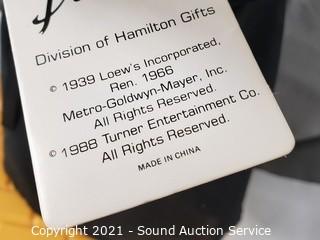 Division of Hamilton Gifts
© 1939 Loew's Incorporated,
Ren. 1966
Metro-Goldwyn-Mayer, Inc.
All Rights Reserved.
© 1988 Turner Entertainment Co.
All Rights Reserved.
MADE IN CHINA
Copyright 2021 - Sound Auction Service